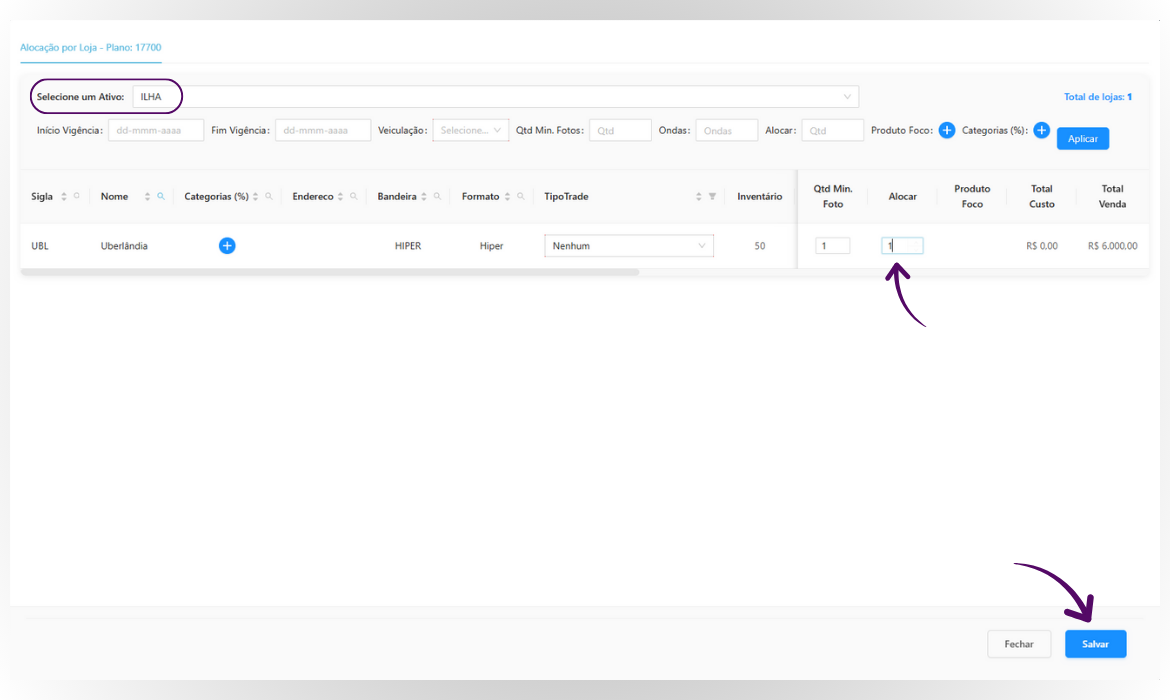 Alocação por Loja - Plano: 17700
Selecione um Ativo: ILHA Total de lojas: 1
Início Vigência: dd-mmm-aaaa Fim Vigência: dd-mmm-aaaa Veiculação: Selecione... Qtd Min. Fotos: Qtd Ondas: Ondas Alocar: Qtd Produto Foco: Categorias (%): Aplicar
Sigla Nome Categorias (%) Endereco Bandeira Formato TipoTrade Inventário Qtd Min. Foto Alocar Produto Foco Total Custo Total Venda
UBL Uberlândia HIPER Hiper Nenhum 50 1 1 R$ 0,00 R$ 6.000,00
Fechar Salvar